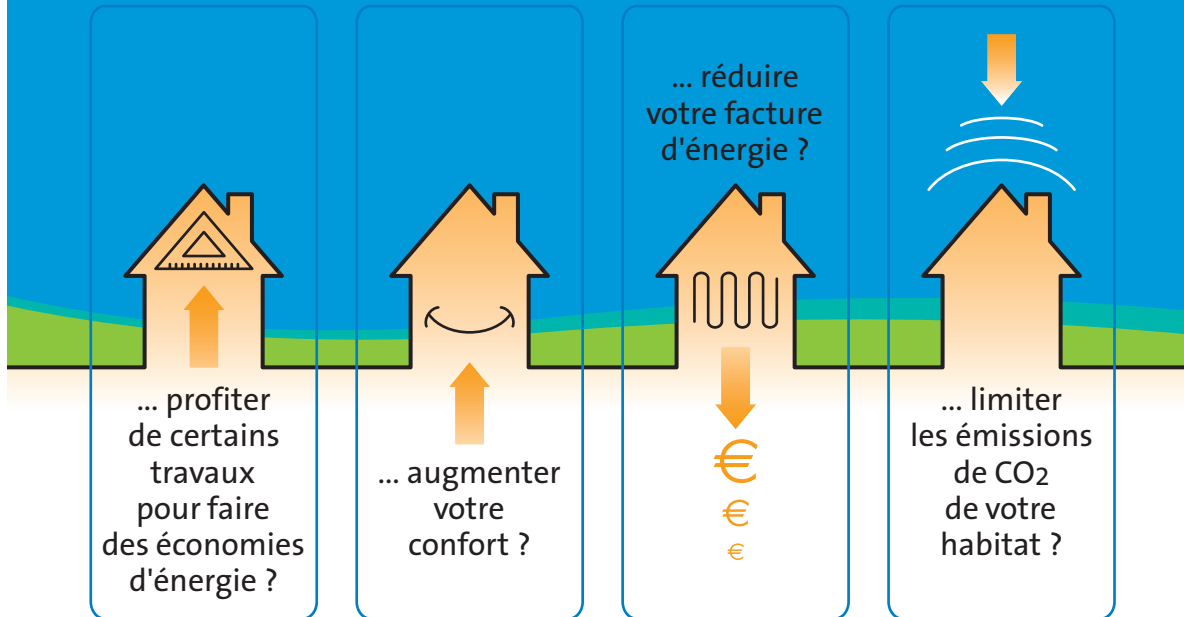 ... profiter
de certains
travaux
pour faire
des économies
d'énergie ?
... augmenter
votre
confort ?
... réduire
votre facture
d'énergie ?
€
€
€
... limiter
les émissions
de CO2
de votre
habitat ?